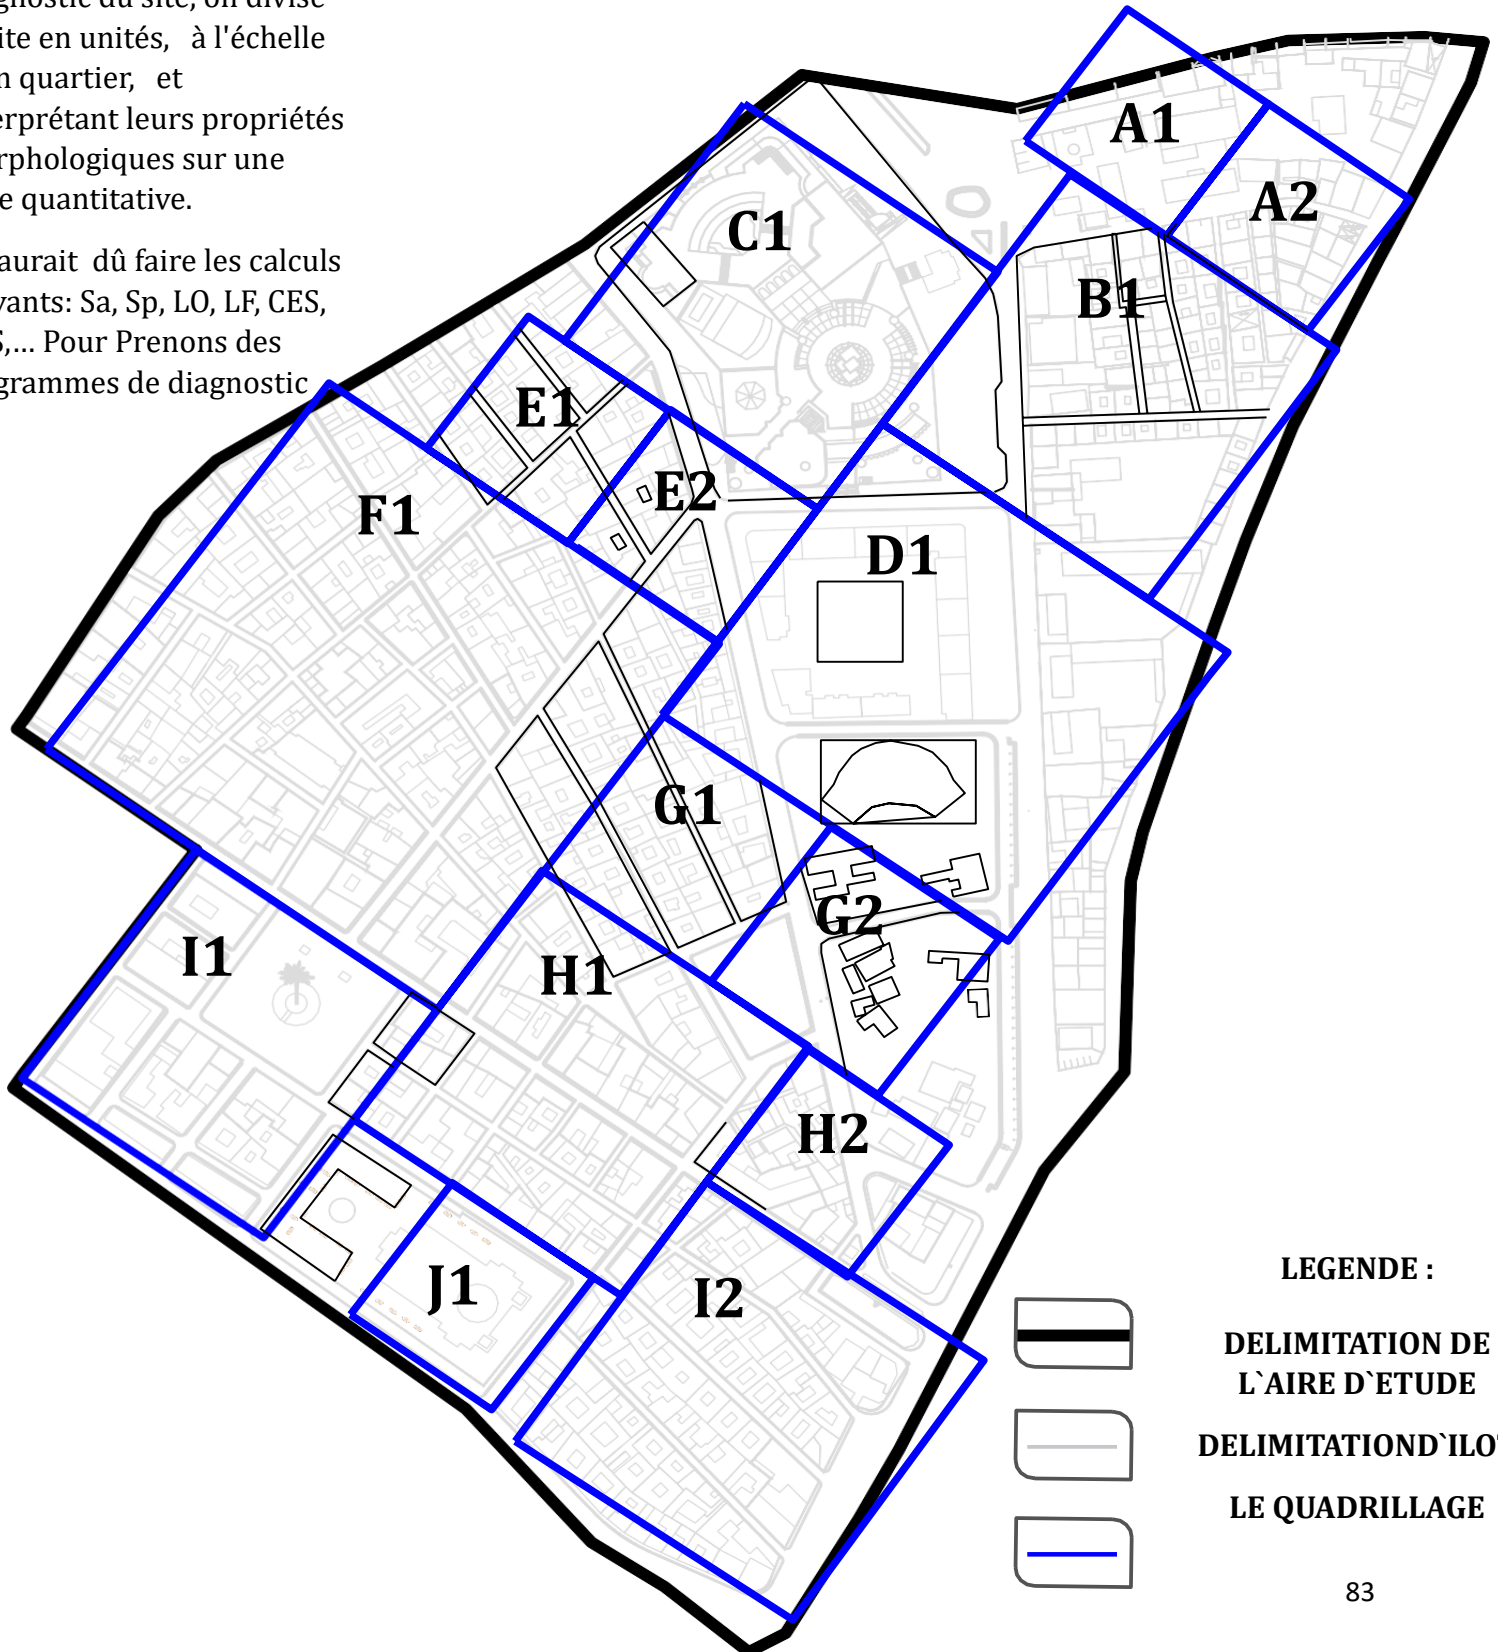 gnostic du site, on divise
ite en unités, à l'échelle
n quartier, et
erprétant leurs propriétés
rphologiques sur une
e quantitative.
aurait dû faire les calculs
vants: Sa, Sp, LO, LF, CES,
S,... Pour Prenons des
grammes de diagnostic
A1
A2
C1
B1
E1
E2
F1
D1
G1
G2
I1
H1
H2
J1
I2
LEGENDE :
DELIMITATION DE
L`AIRE D`ETUDE
DELIMITATIOND`ILOT
LE QUADRILLAGE
83